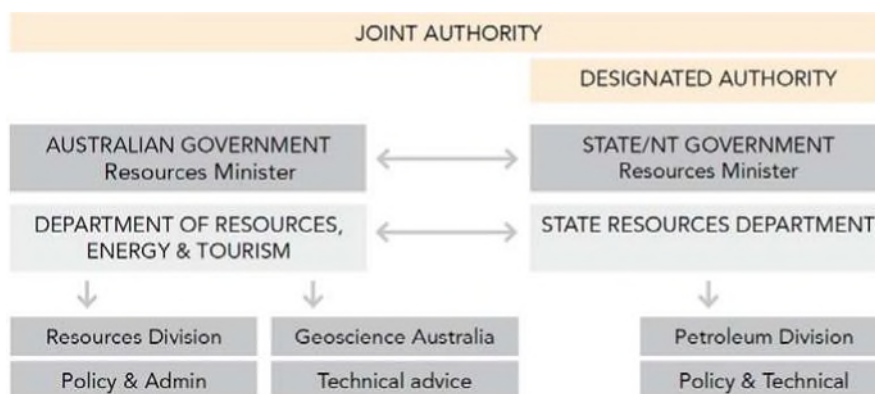 JOINT AUTHORITY
DESIGNATED AUTHORITY
AUSTRALIAN GOVERNMENT
Resources Minister
STATE/NT GOVERNMENT
Resources Minister
DEPARTMENT OF RESOURCES,
ENERGY & TOURISM
STATE RESOURCES DEPARTMENT
Resources Division
Geoscience Australia
Petroleum Division
Policy & Admin
Technical advice
Policy & Technical